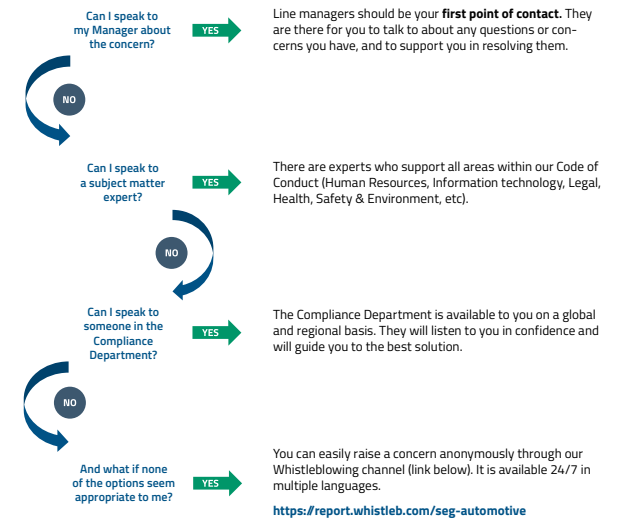 Can I speak to
my Manager about
the concern?
YES
Line managers should be your first point of contact. They
are there for you to talk to about any questions or con-
cerns you have, and to support you in resolving them.
NO
Can I speak to
a subject matter
expert?
YES
There are experts who support all areas within our Code of
Conduct (Human Resources, Information technology, Legal,
Health, Safety & Environment, etc).
NO
Can I speak to
someone in the
Compliance
Department?
YES
The Compliance Department is available to you on a global
and regional basis. They will listen to you in confidence and
will guide you to the best solution.
NO
And what if none
of the options seem
appropriate to me?
YES
You can easily raise a concern anonymously through our
Whistleblowing channel (link below). It is available 24/7 in
multiple languages.
https://report.whistleb.com/seg-automotive